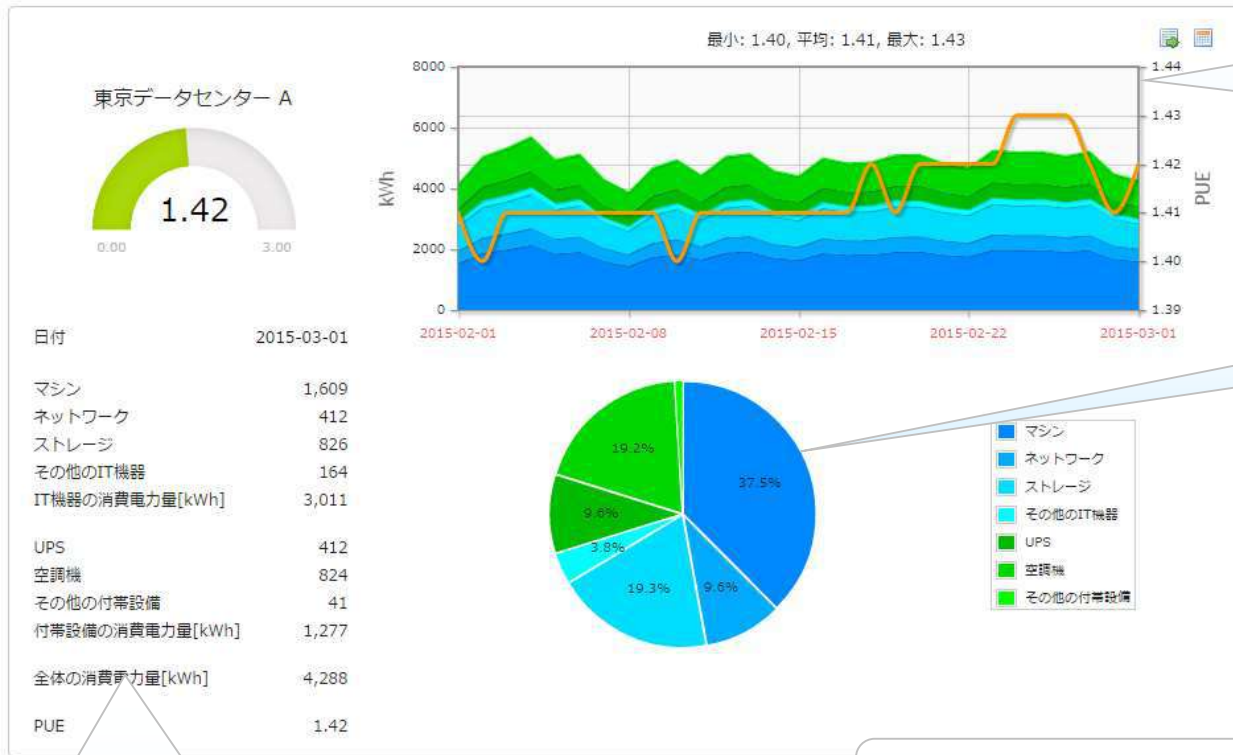 東京データセンター A
1.42
0.00 3.00
日付 2015-03-01
マシン 1,609
ネットワーク 412
ストレージ 826
その他のIT機器 164
IT機器の消費電力量[kWh] 3,011
UPS 412
空調機 824
その他の付帯設備 41
付帯設備の消費電力量[kWh] 1,277
全体の消費電力量[kWh] 4,288
PUE 1.42
最小: 1.40, 平均: 1.41, 最大: 1.43
8000
6000
4000
2000
0
kWh
1.44
1.43
1.42
1.41
1.40
1.39
PUE
2015-02-01 2015-02-08 2015-02-15 2015-02-22 2015-03-01
37.5%
9.6%
19.3%
3.8%
9.6%
19.2%
マシン
ネットワーク
ストレージ
その他のIT機器
UPS
空調機
その他の付帯設備